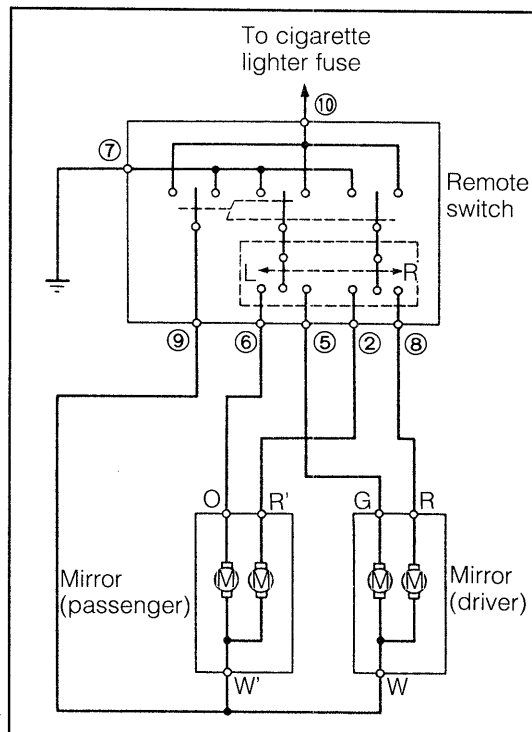 To cigarette
lighter fuse
⑩
⑦
Remote
switch
L R
⑨ ⑥ ⑤ ② ⑧
O R' G R
M M M M
Mirror
(passenger)
Mirror
(driver)
W' W